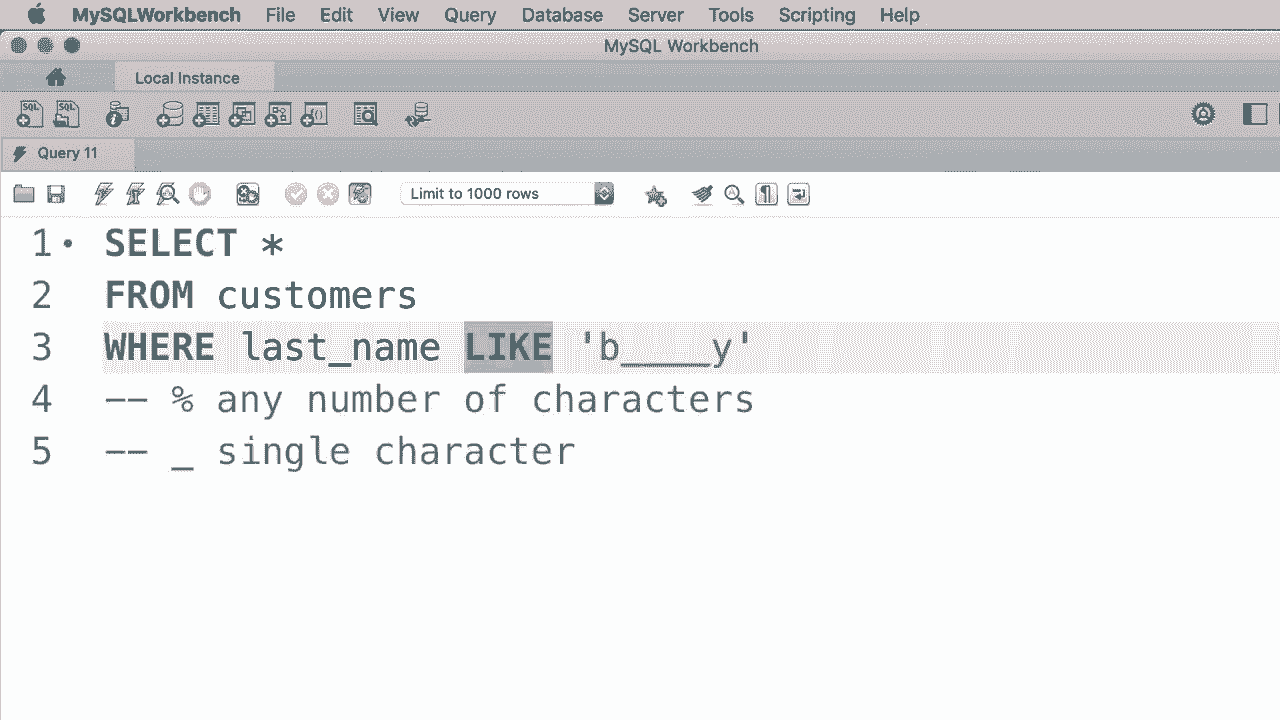 MySQLWorkbench File Edit View Query Database Server Tools Scripting Help
MySQL Workbench
Local Instance
SQL SQL
Query 11
Limit to 1000 rows
1 SELECT *
2 FROM customers
3 WHERE last_name LIKE 'b____y'
4 -- % any number of characters
5 -- _ single character